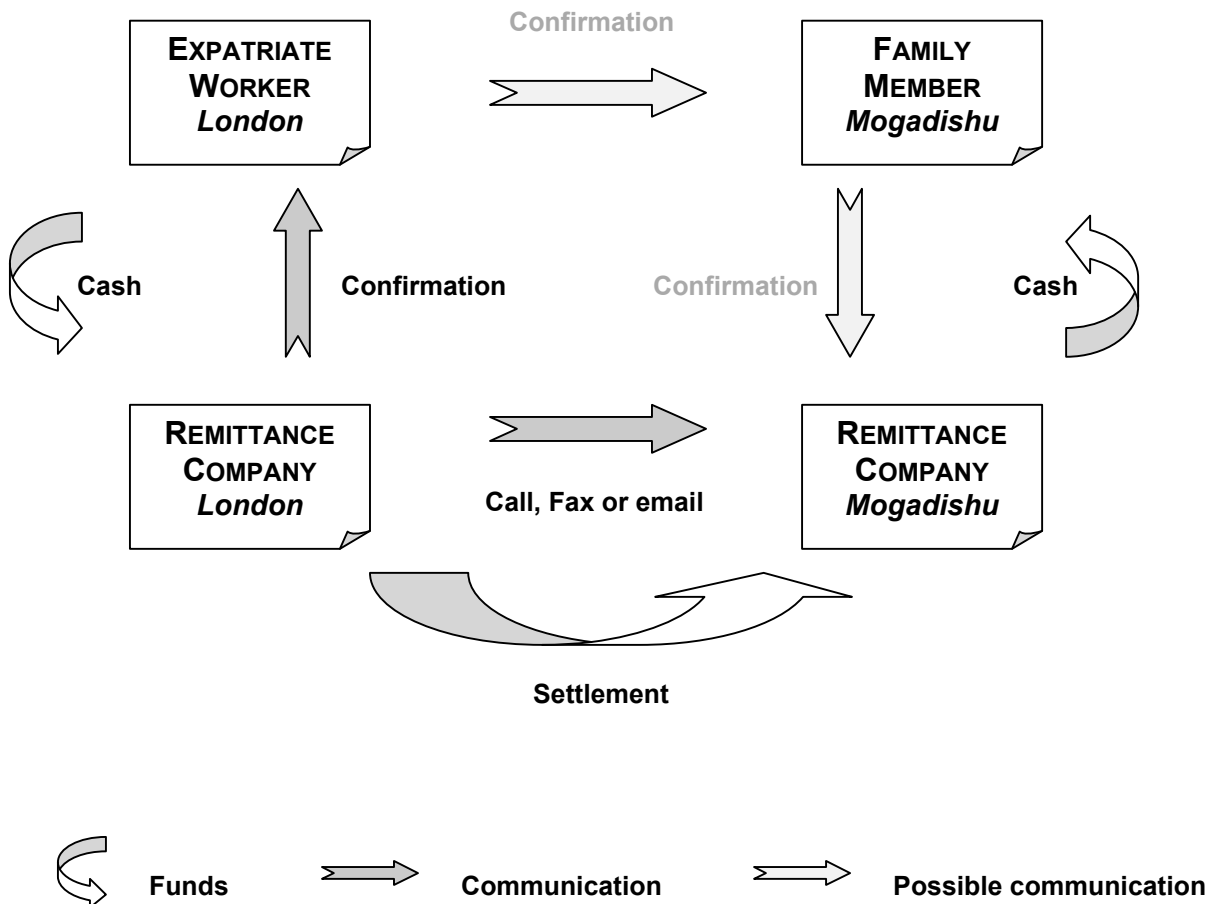 Confirmation
EXPATRIATE
WORKER
London
FAMILY
MEMBER
Mogadishu
Cash
Confirmation
Confirmation
Cash
REMITTANCE
COMPANY
London
Call, Fax or email
REMITTANCE
COMPANY
Mogadishu
Settlement
Funds
Communication
Possible communication